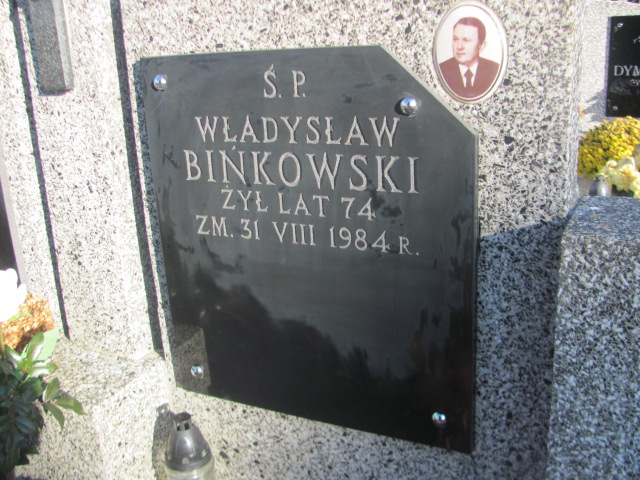 Ś. P.
WŁADYSŁAW
BIŃKOWSKI
ŻYŁ LAT 74
ZM. 31 VIII 1984 R.